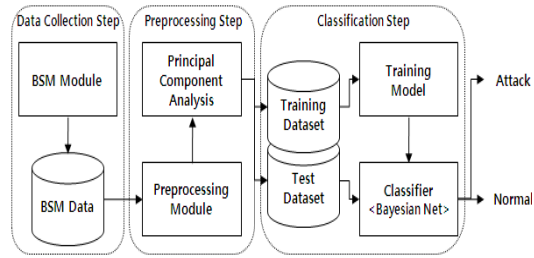 Data Collection Step
Preprocessing Step
Classification Step
BSM Module
BSM Data
Principal
Component
Analysis
Preprocessing
Module
Training
Dataset
Test
Dataset
Training
Model
Classifier
<Bayesian Net>
Attack
Normal